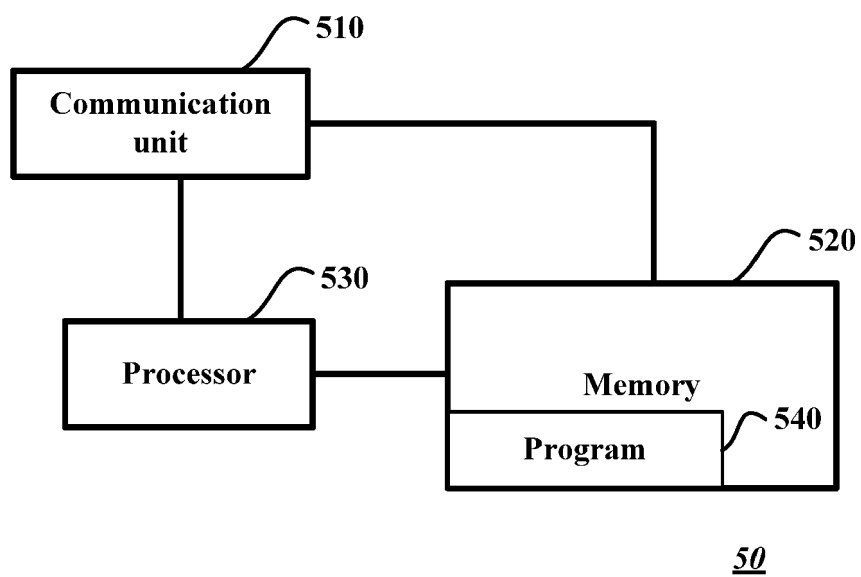 510
Communication
unit
520
530
Processor
Memory
540
Program
50